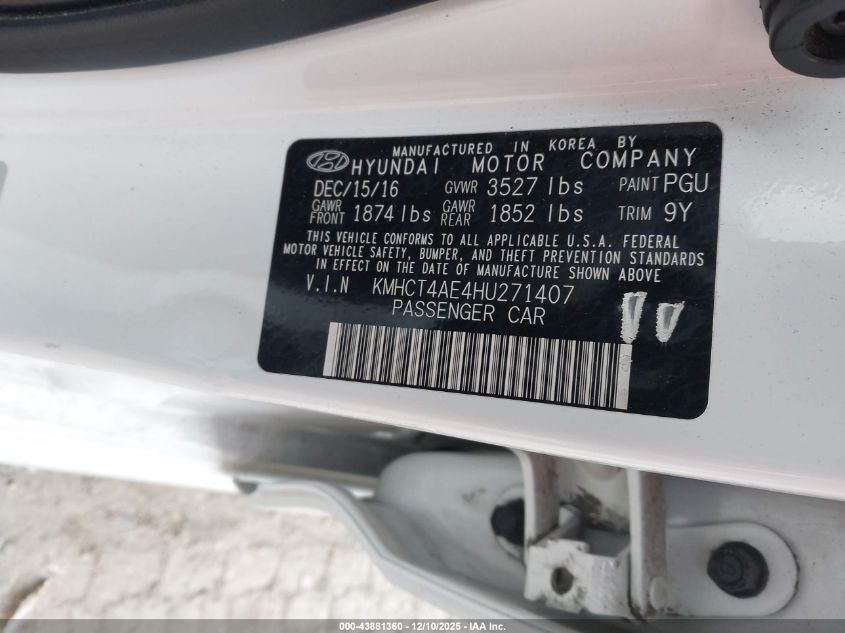 MANUFACTURED IN KOREA BY
HYUNDAI MOTOR COMPANY
DEC/15/16 GVWR 3527 lbs PAINT PGU
GAWR FRONT 1874 lbs GAWR REAR 1852 lbs TRIM 9Y
THIS VEHICLE CONFORMS TO ALL APPLICABLE U.S.A. FEDERAL
MOTOR VEHICLE SAFETY, BUMPER, AND THEFT PREVENTION STANDARDS
IN EFFECT ON THE DATE OF MANUFACTURE SHOWN ABOVE
V.I.N KMHCT4AE4HU271407
PASSENGER CAR
000-43881360 - 12/10/2025 - IAA Inc.